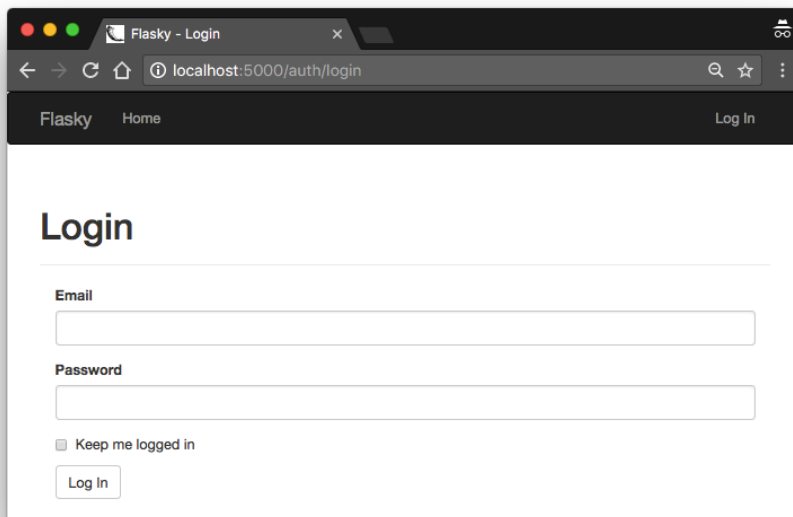 Flasky - Login
localhost:5000/auth/login
Flasky Home Log In
Login
Email
Password
Keep me logged in
Log In